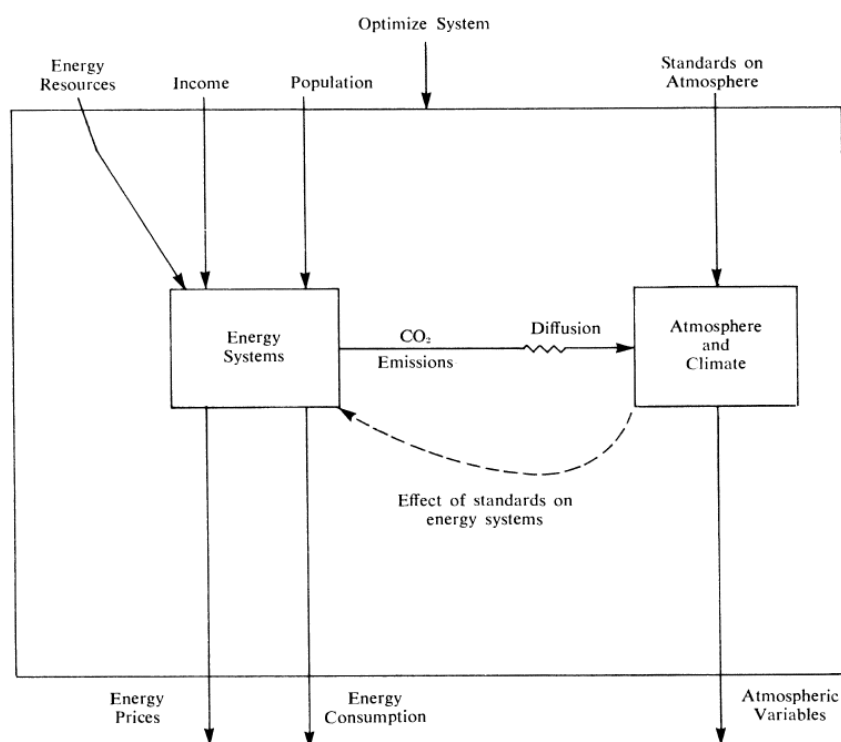 Optimize System
Energy
Resources
Income
Population
Standards on
Atmosphere
Energy
Systems
CO₂
Emissions
Diffusion
Atmosphere
and
Climate
Effect of standards on
energy systems
Energy
Prices
Energy
Consumption
Atmospheric
Variables